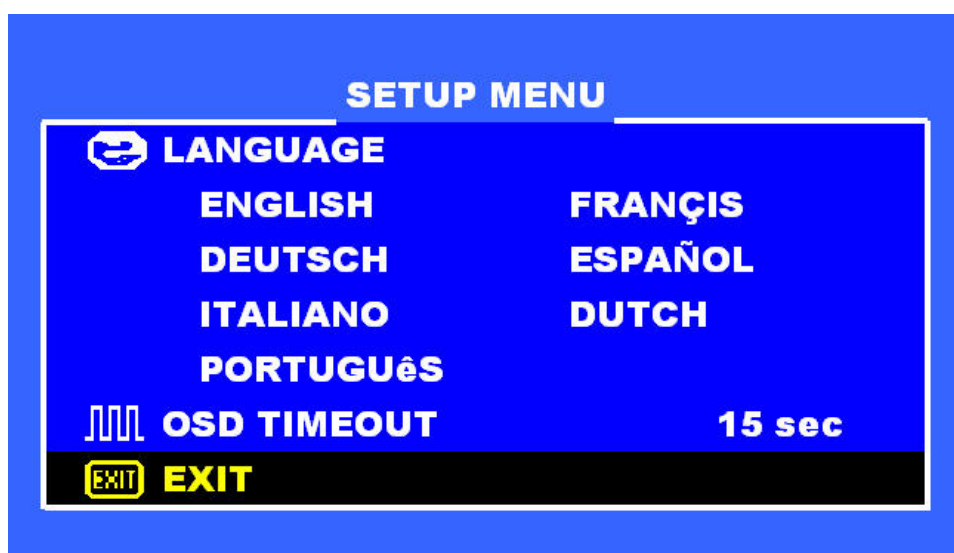 SETUP MENU
LANGUAGE
ENGLISH FRANÇIS
DEUTSCH ESPAÑOL
ITALIANO DUTCH
PORTUGUêS
OSD TIMEOUT 15 sec
EXIT EXIT